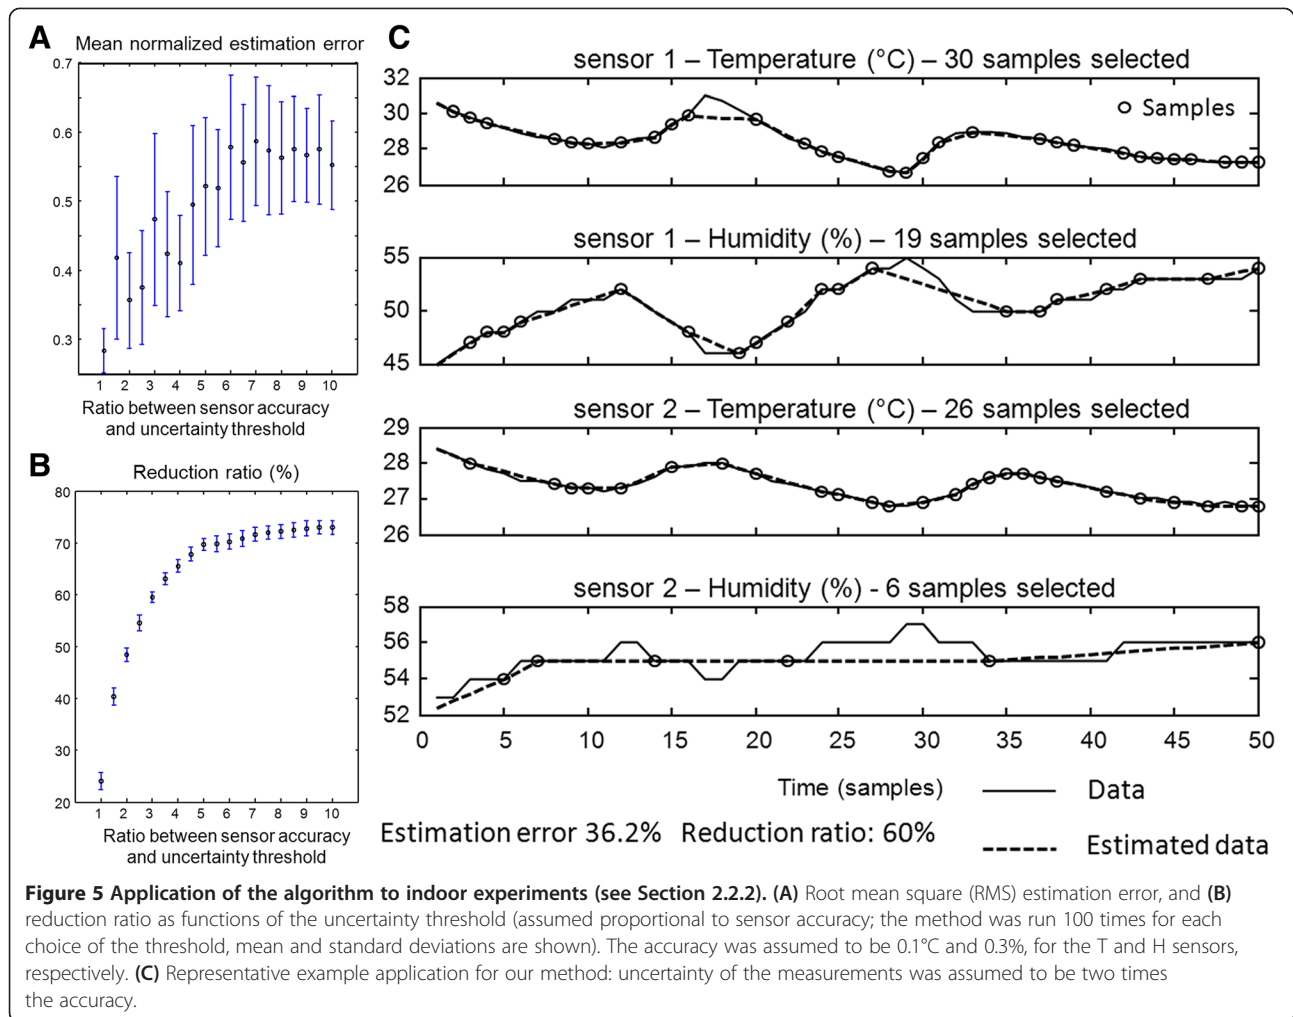 A
Mean normalized estimation error
0.7
0.6
0.5
0.4
0.3
1 2 3 4 5 6 7 8 9 10
Ratio between sensor accuracy
and uncertainty threshold
B
Reduction ratio (%)
80
70
60
50
40
30
20
1 2 3 4 5 6 7 8 9 10
Ratio between sensor accuracy
and uncertainty threshold
C
sensor 1 – Temperature (°C) – 30 samples selected
32
30
28
26
Samples
sensor 1 – Humidity (%) – 19 samples selected
55
50
45
sensor 2 – Temperature (°C) – 26 samples selected
29
28
27
26
sensor 2 – Humidity (%) - 6 samples selected
58
56
54
52
0 5 10 15 20 25 30 35 40 45 50
Time (samples)
Data
Estimation error 36.2% Reduction ratio: 60%
Estimated data
Figure 5 Application of the algorithm to indoor experiments (see Section 2.2.2). (A) Root mean square (RMS) estimation error, and (B)
reduction ratio as functions of the uncertainty threshold (assumed proportional to sensor accuracy; the method was run 100 times for each
choice of the threshold, mean and standard deviations are shown). The accuracy was assumed to be 0.1°C and 0.3%, for the T and H sensors,
respectively. (C) Representative example application for our method: uncertainty of the measurements was assumed to be two times
the accuracy.